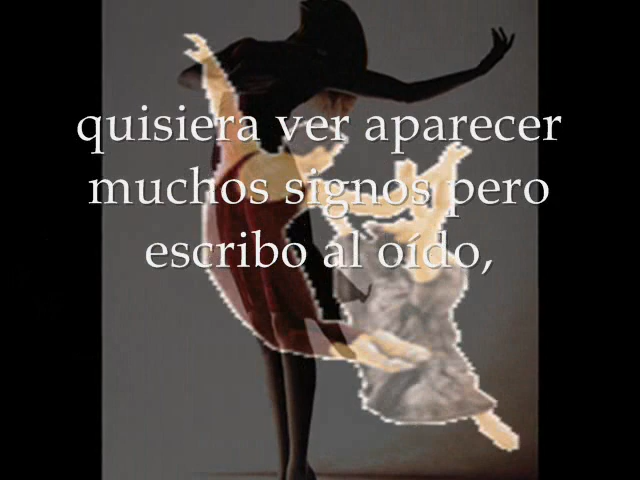 quisiera ver aparecer
muchos signos pero
escribo al oído,